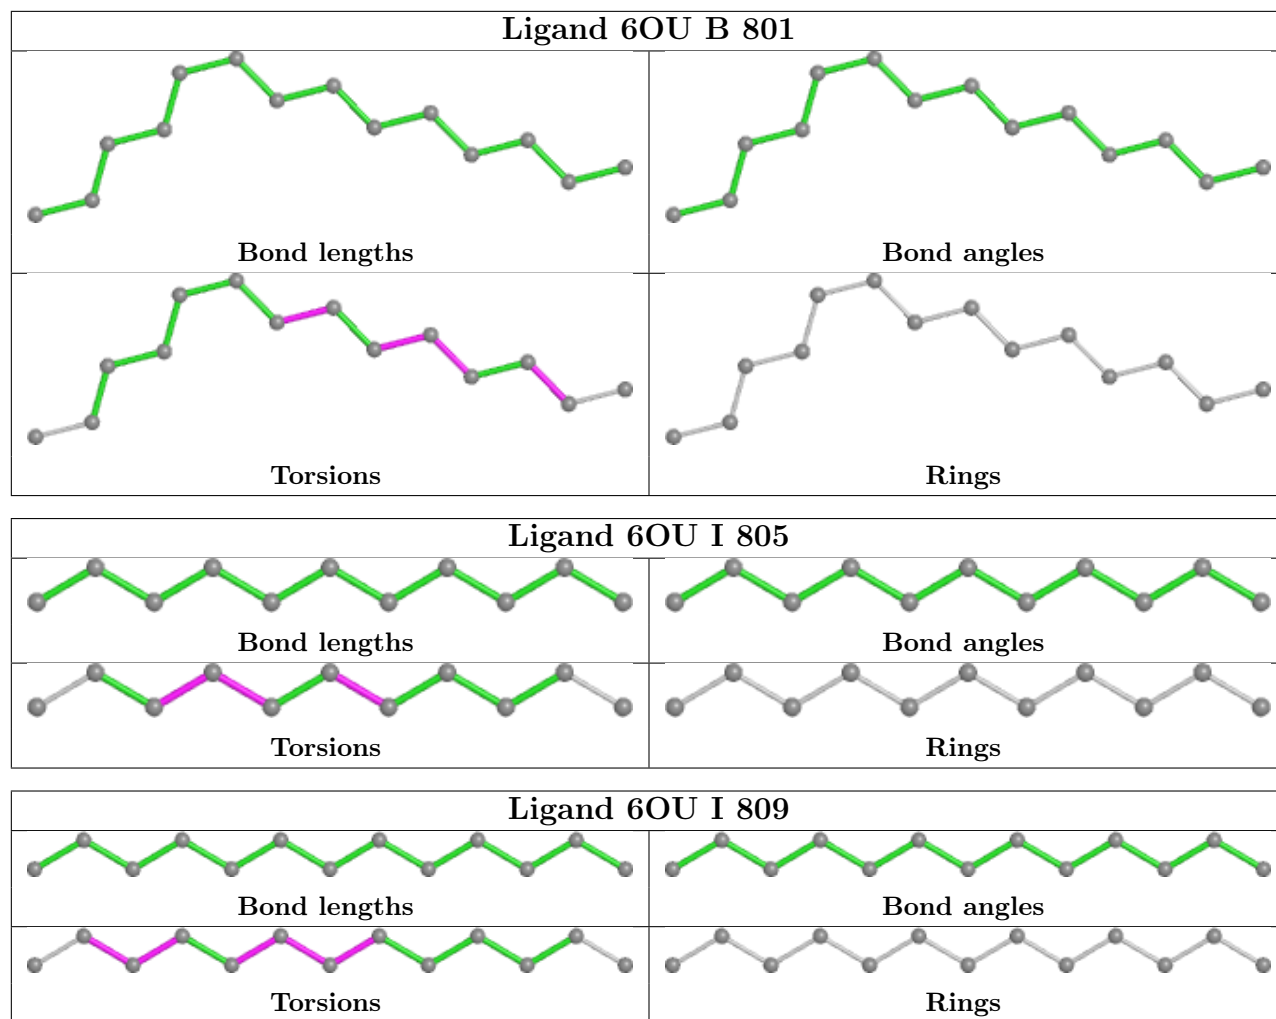 Ligand 6OU B 801
Bond lengths
Bond angles
Torsions
Rings
Ligand 6OU I 805
Bond lengths
Bond angles
Torsions
Rings
Ligand 6OU I 809
Bond lengths
Bond angles
Torsions
Rings